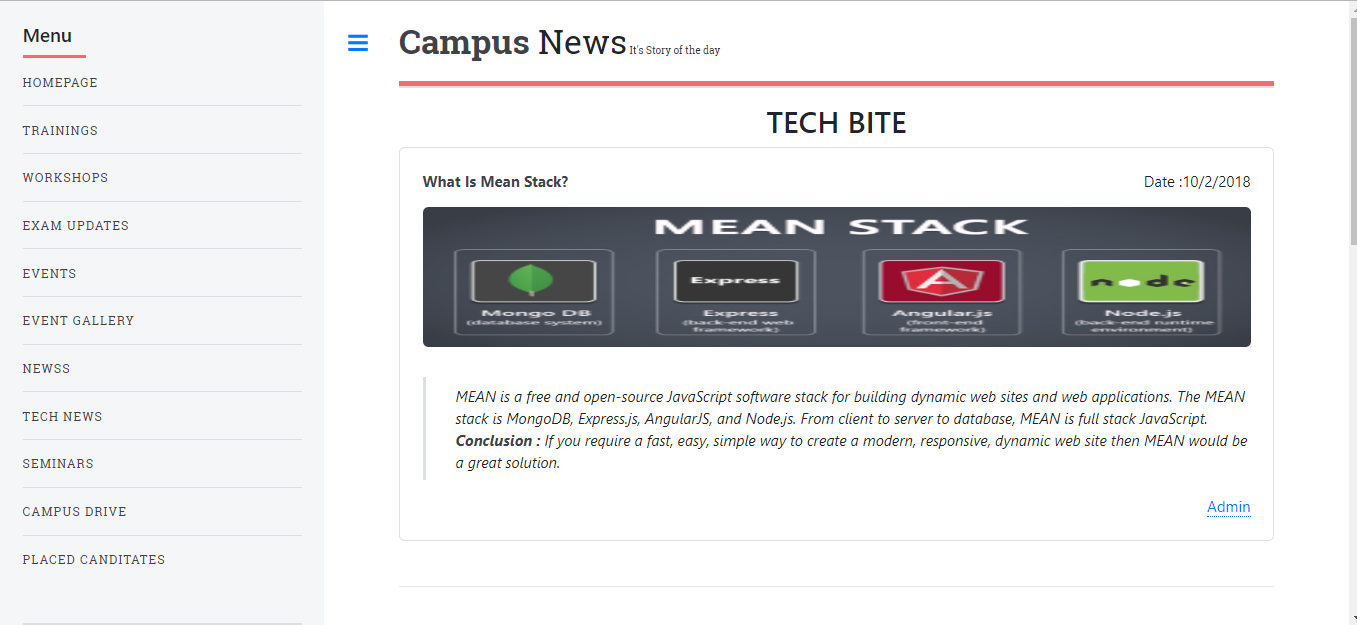 Menu
HOMEPAGE
TRAININGS
WORKSHOPS
EXAM UPDATES
EVENTS
EVENT GALLERY
NEWSS
TECH NEWS
SEMINARS
CAMPUS DRIVE
PLACED CANDITATES
Campus News It's Story of the day
TECH BITE
What Is Mean Stack? Date :10/2/2018
MEAN STACK
Mongo DB
(database system)
Express
Express
(back-end web
framework)
Angular.js
(front-end
framework)
node
Node.js
(back-end runtime
environment)
MEAN is a free and open-source JavaScript software stack for building dynamic web sites and web applications. The MEAN
stack is MongoDB, Express.js, AngularJS, and Node.js. From client to server to database, MEAN is full stack JavaScript.
Conclusion : If you require a fast, easy, simple way to create a modern, responsive, dynamic web site then MEAN would be
a great solution.
Admin